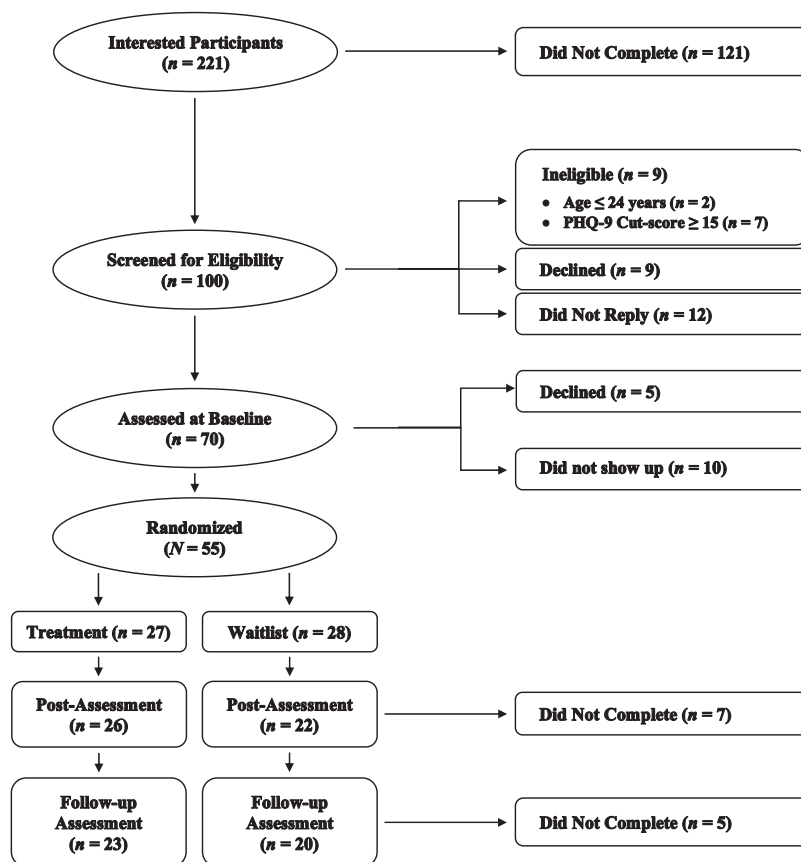 Interested Participants
(n = 221)
Did Not Complete (n = 121)
Ineligible (n = 9)
• Age ≤ 24 years (n = 2)
• PHQ-9 Cut-score ≥ 15 (n = 7)
Screened for Eligibility
(n = 100)
Declined (n = 9)
Did Not Reply (n = 12)
Declined (n = 5)
Assessed at Baseline
(n = 70)
Did not show up (n = 10)
Randomized
(N = 55)
Treatment (n = 27)
Waitlist (n = 28)
Post-Assessment
(n = 26)
Post-Assessment
(n = 22)
Did Not Complete (n = 7)
Follow-up
Assessment
(n = 23)
Follow-up
Assessment
(n = 20)
Did Not Complete (n = 5)